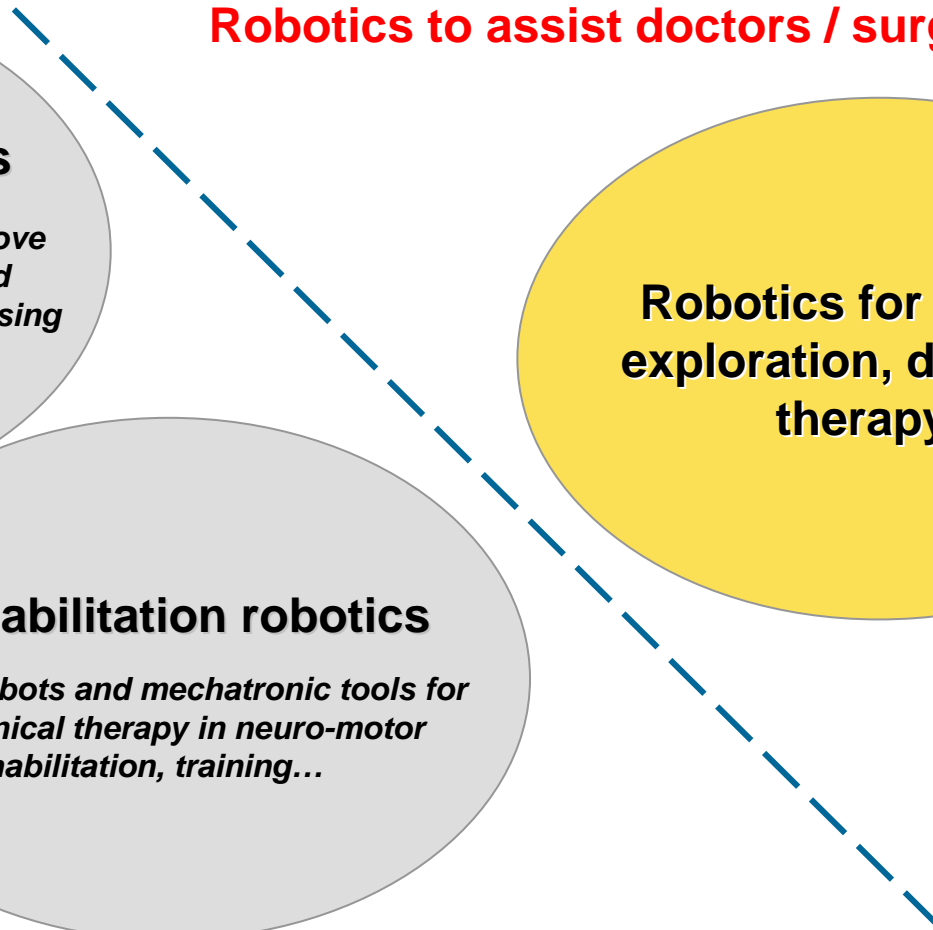 Robotics to assist doctors / surg
s
ove
d
sing
Robotics for
exploration, d
therapy
abilitation robotics
bots and mechatronic tools for
nical therapy in neuro-motor
habilitation, training…